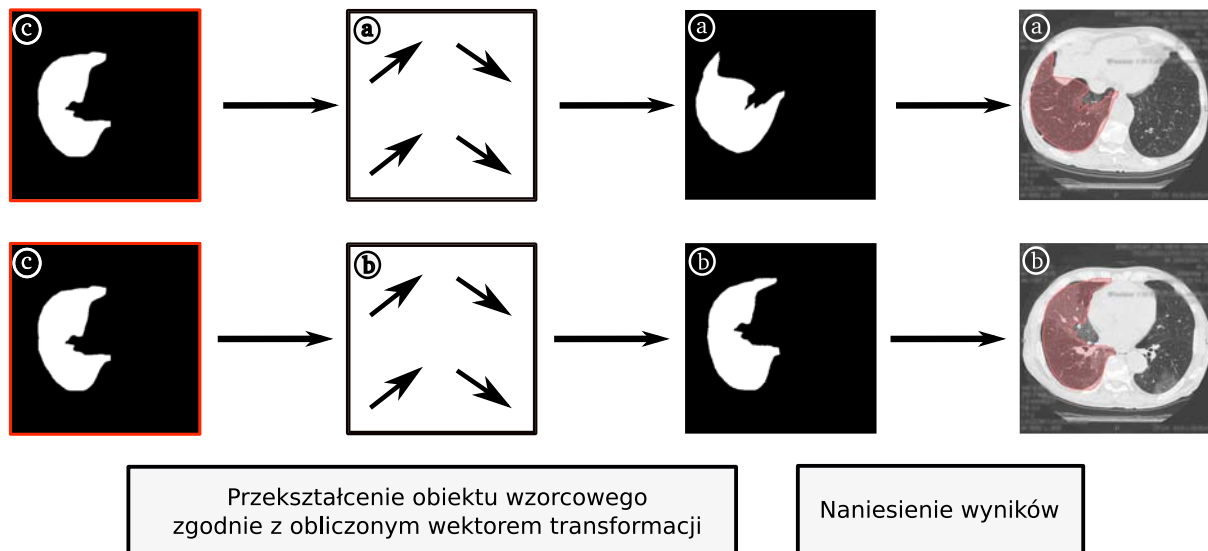 c a a a
c b b b
Przekształcenie obiektu wzorcowego
zgodnie z obliczonym wektorem transformacji
Naniesienie wyników